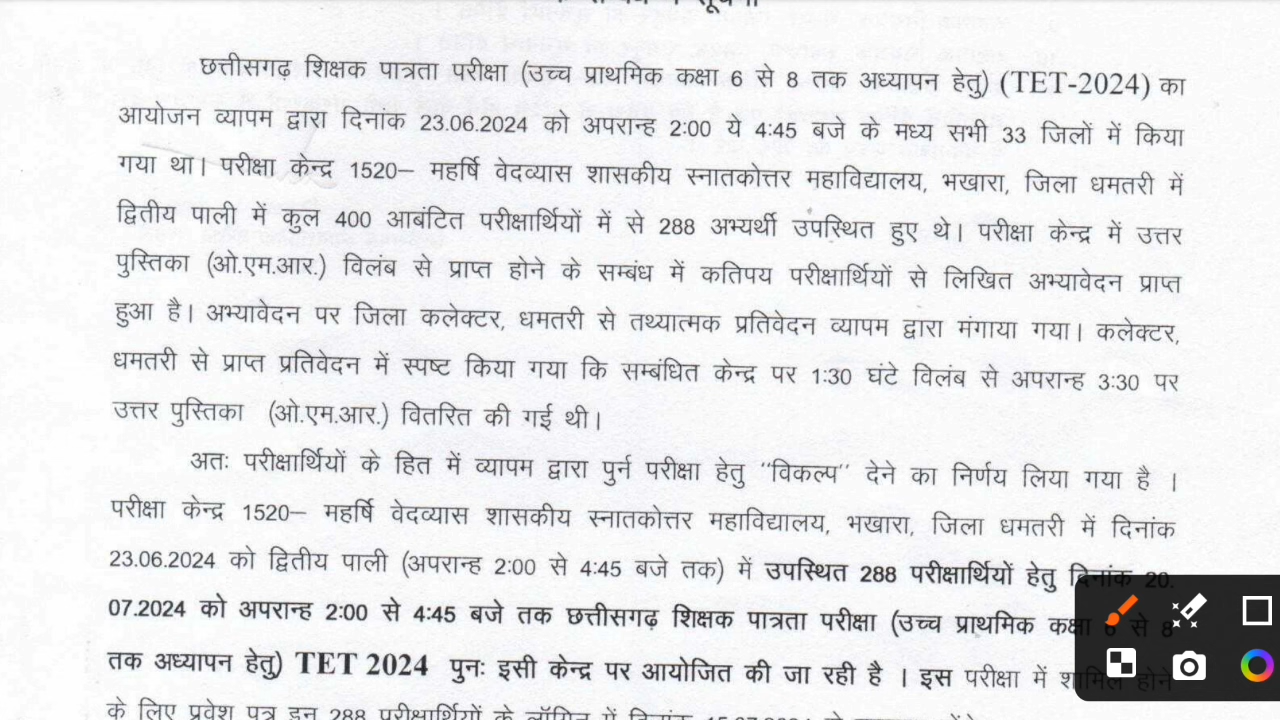 छत्तीसगढ़ शिक्षक पात्रता परीक्षा (उच्च प्राथमिक कक्षा 6 से 8 तक अध्यापन हेतु) (TET-2024) का
आयोजन व्यापम द्वारा दिनांक 23.06.2024 को अपरान्ह 2:00 ये 4:45 बजे के मध्य सभी 33 जिलों में किया
गया था। परीक्षा केन्द्र 1520– महर्षि वेदव्यास शासकीय स्नातकोत्तर महाविद्यालय, भखारा, जिला धमतरी में
द्वितीय पाली में कुल 400 आबंटित परीक्षार्थियों में से 288 अभ्यर्थी उपस्थित हुए थे। परीक्षा केन्द्र में उत्तर
पुस्तिका (ओ.एम.आर.) विलंब से प्राप्त होने के सम्बंध में कतिपय परीक्षार्थियों से लिखित अभ्यावेदन प्राप्त
हुआ है। अभ्यावेदन पर जिला कलेक्टर, धमतरी से तथ्यात्मक प्रतिवेदन व्यापम द्वारा मंगाया गया। कलेक्टर,
धमतरी से प्राप्त प्रतिवेदन में स्पष्ट किया गया कि सम्बंधित केन्द्र पर 1:30 घंटे विलंब से अपरान्ह 3:30 पर
उत्तर पुस्तिका (ओ.एम.आर.) वितरित की गई थी।
अतः परीक्षार्थियों के हित में व्यापम द्वारा पुर्न परीक्षा हेतु "विकल्प" देने का निर्णय लिया गया है ।
परीक्षा केन्द्र 1520– महर्षि वेदव्यास शासकीय स्नातकोत्तर महाविद्यालय, भखारा, जिला धमतरी में दिनांक
23.06.2024 को द्वितीय पाली (अपरान्ह 2:00 से 4:45 बजे तक) में उपस्थित 288 परीक्षार्थियों हेतु दिनांक 20.
07.2024 को अपरान्ह 2:00 से 4:45 बजे तक छत्तीसगढ़ शिक्षक पात्रता परीक्षा (उच्च प्राथमिक कक्षा 6 से 8
तक अध्यापन हेतु) TET 2024 पुनः इसी केन्द्र पर आयोजित की जा रही है । इस परीक्षा में शामिल होने
के लिए प्रवेश पत्र इन 288 परीक्षार्थियों के लॉगिन में दिनांक